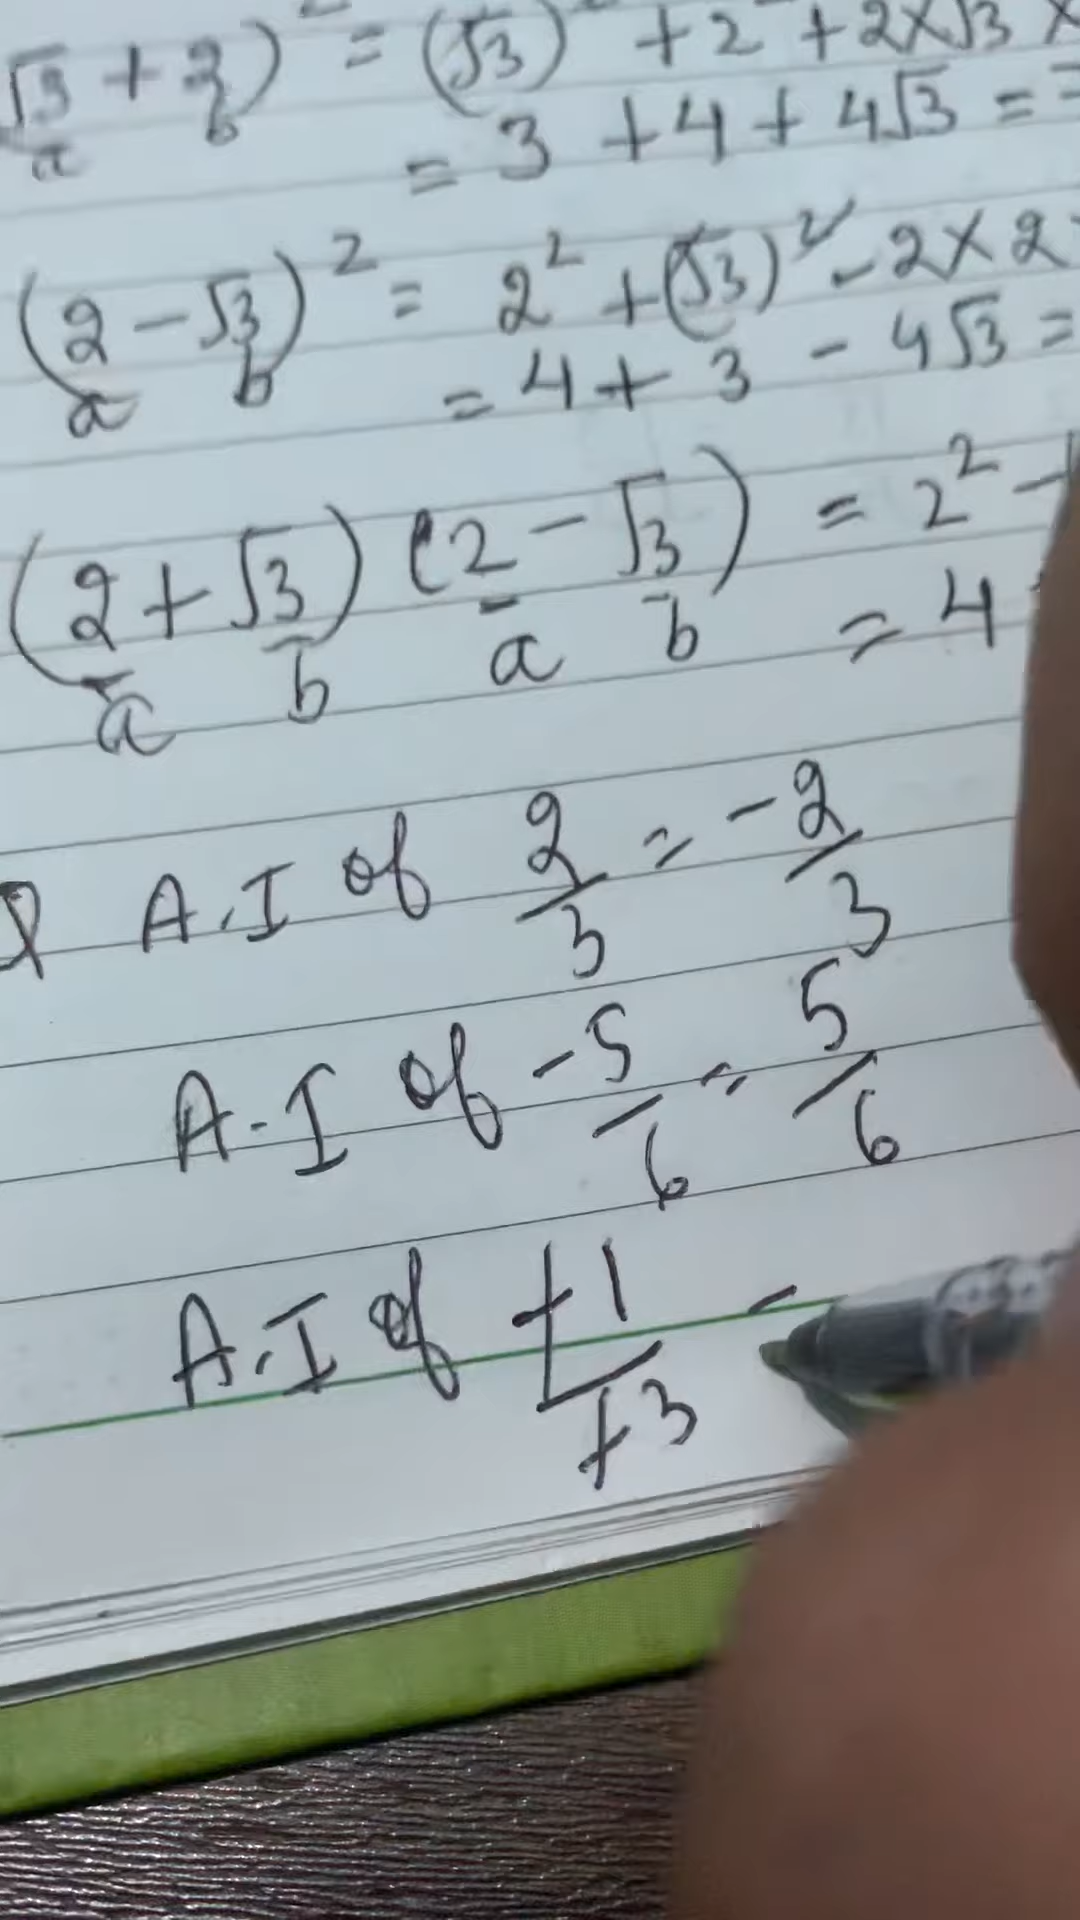 (√3 + 2)² = (√3)² + 2 + 2×√3 ×
a b
= 3 + 4 + 4√3 =
(2 − √3)² = 2² + (√3)² − 2×2
a b
= 4 + 3 − 4√3 =
(2 + √3) (2 − √3) = 2² −
a b a b
= 4
A.I of 2/3 = -2/3
A.I of -5/6 = 5/6
A.I of +1/+3 -